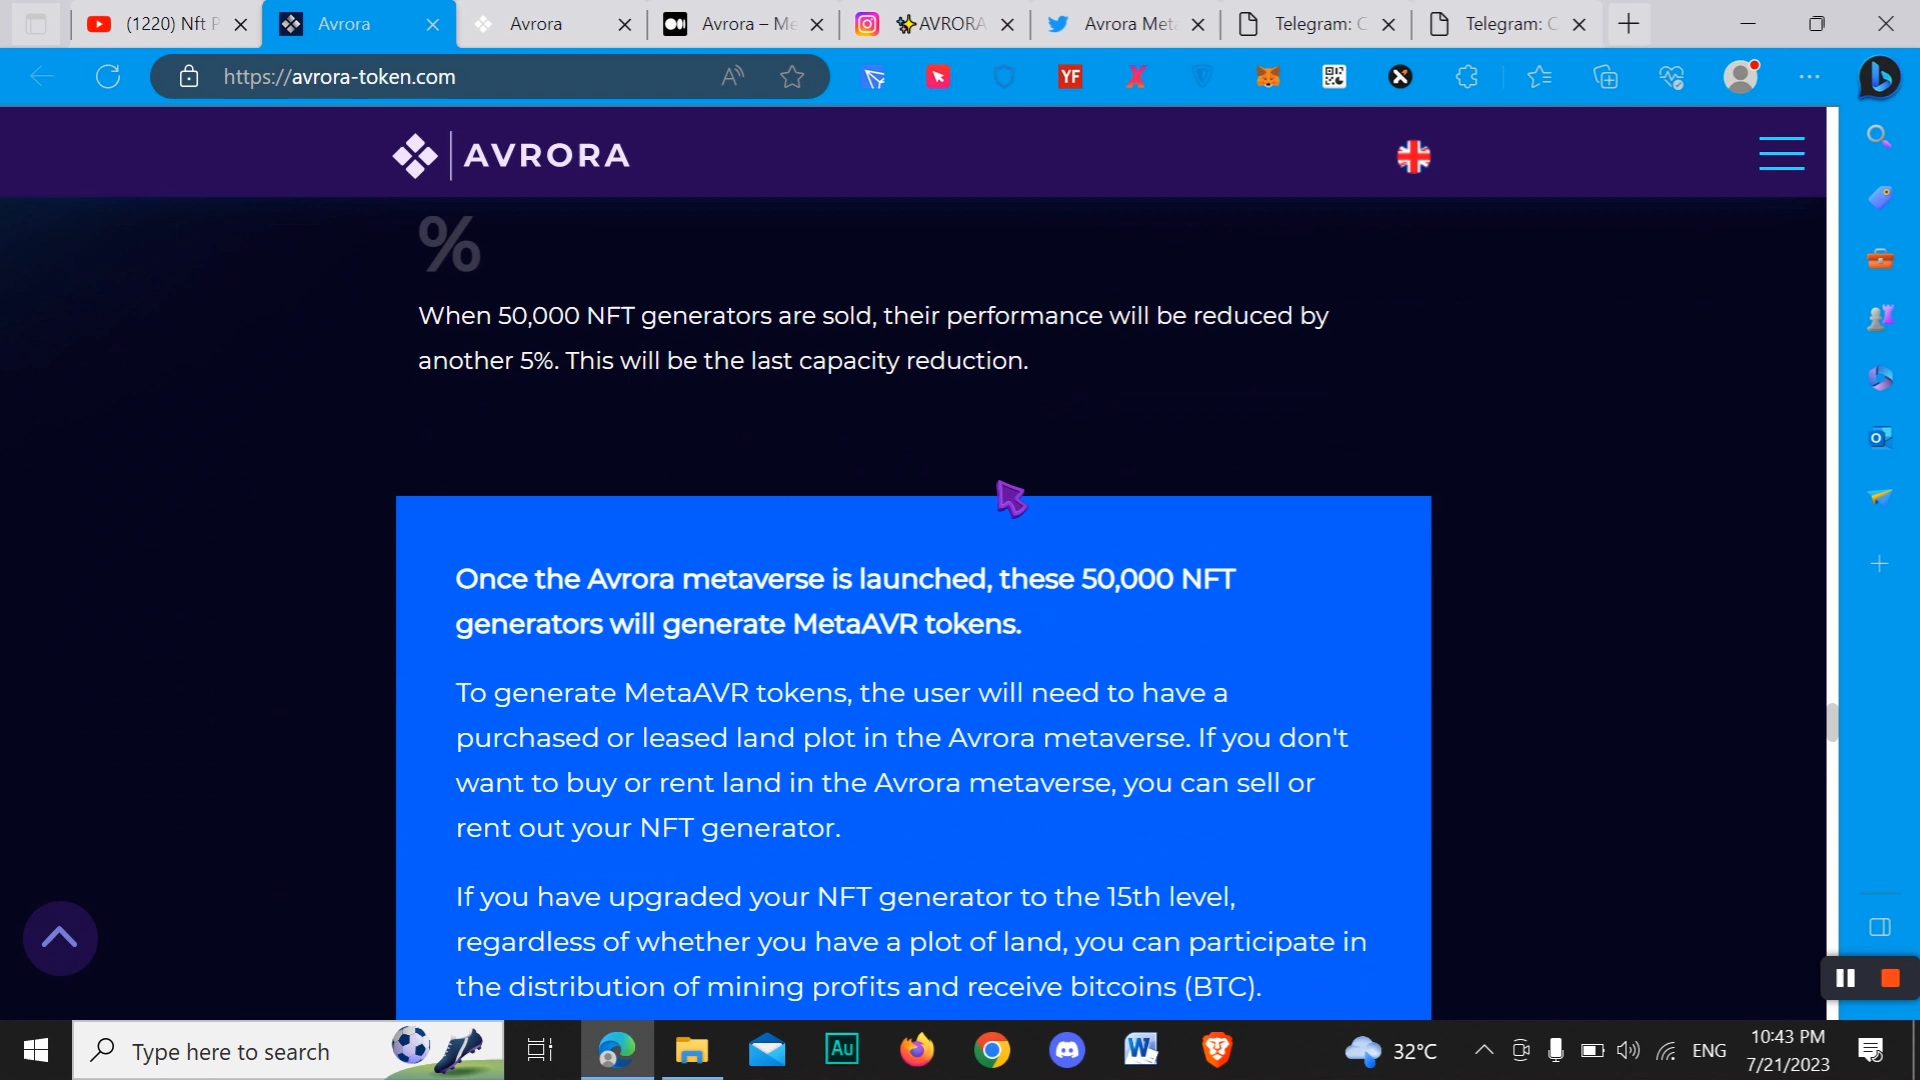 (1220) Nft P
Avrora
Avrora
Avrora – Me
✨AVRORA
Avrora Meta
Telegram: C
Telegram: C
https://avrora-token.com
YF
AVRORA
%
When 50,000 NFT generators are sold, their performance will be reduced by
another 5%. This will be the last capacity reduction.
Once the Avrora metaverse is launched, these 50,000 NFT
generators will generate MetaAVR tokens.
To generate MetaAVR tokens, the user will need to have a
purchased or leased land plot in the Avrora metaverse. If you don't
want to buy or rent land in the Avrora metaverse, you can sell or
rent out your NFT generator.
If you have upgraded your NFT generator to the 15th level,
regardless of whether you have a plot of land, you can participate in
the distribution of mining profits and receive bitcoins (BTC).
Type here to search
Au
32°C
ENG
10:43 PM
7/21/2023